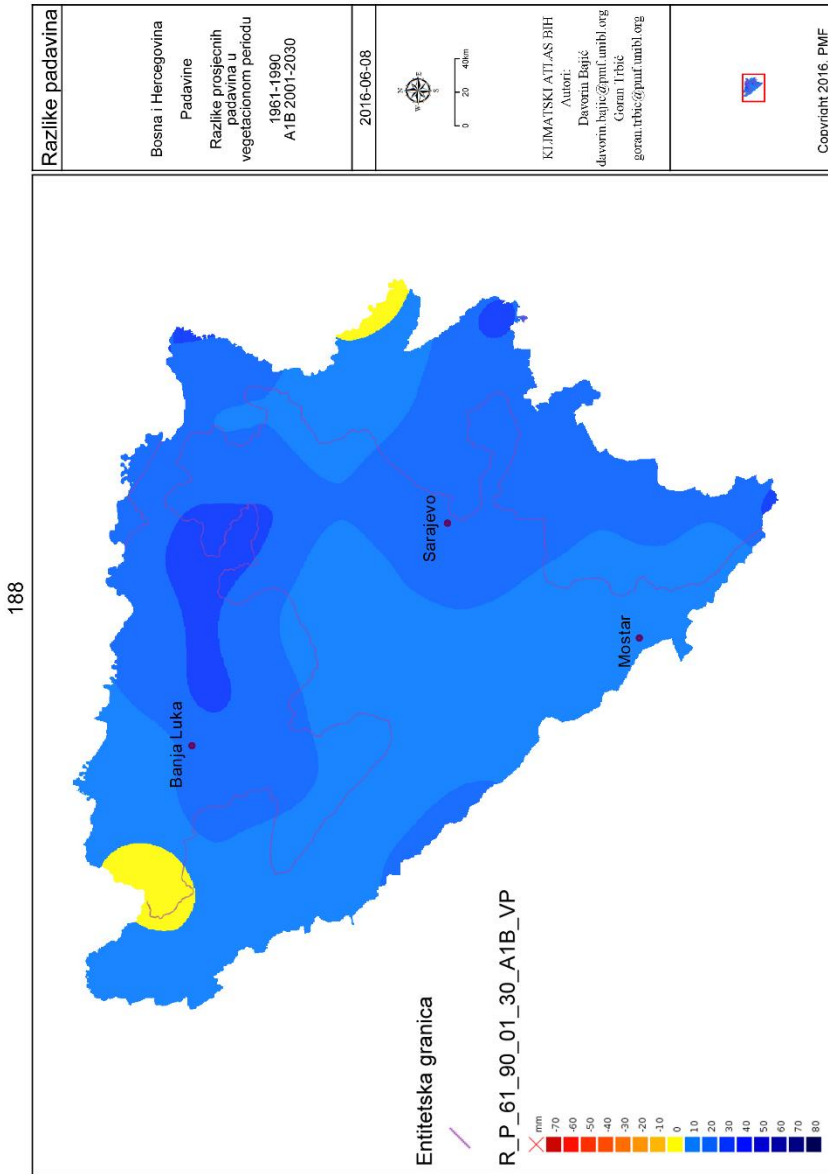 188
Razlike padavina
Bosna i Hercegovina
Padavine
Razlike prosjecnih
padavina u
vegetacionom periodu
1961-1990
A1B 2001-2030
2016-06-08
N
W
E
S
0 20 40km
KLIMATSKI ATLAS BIH
Autori:
Davorin Bajić
davorin.bajic@pmf.unibl.org
Goran Trbić
goran.trbic@pmf.unibl.org
Copyright 2016, PMF
Banja Luka
Sarajevo
Mostar
Entitetska granica
R_P_61_90_01_30_A1B_VP
mm
-70
-60
-50
-40
-30
-20
-10
0
10
20
30
40
50
60
70
80